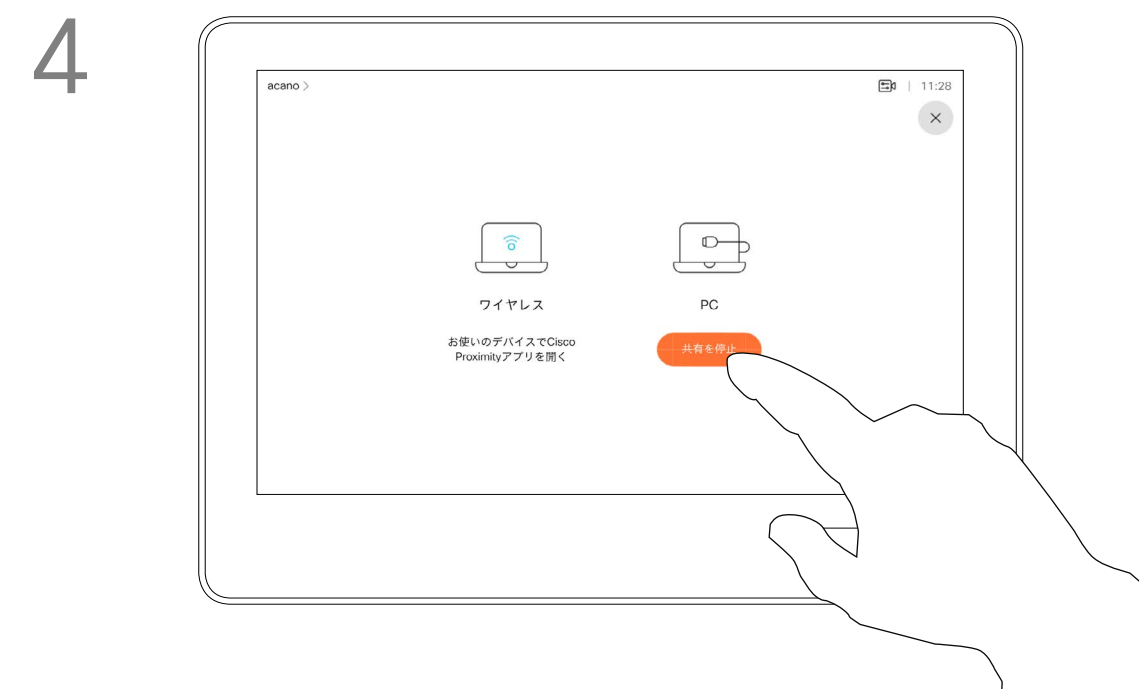 4
acano >
11:28
ワイヤレス
PC
お使いのデバイスでCisco
Proximityアプリを開く
共有を停止